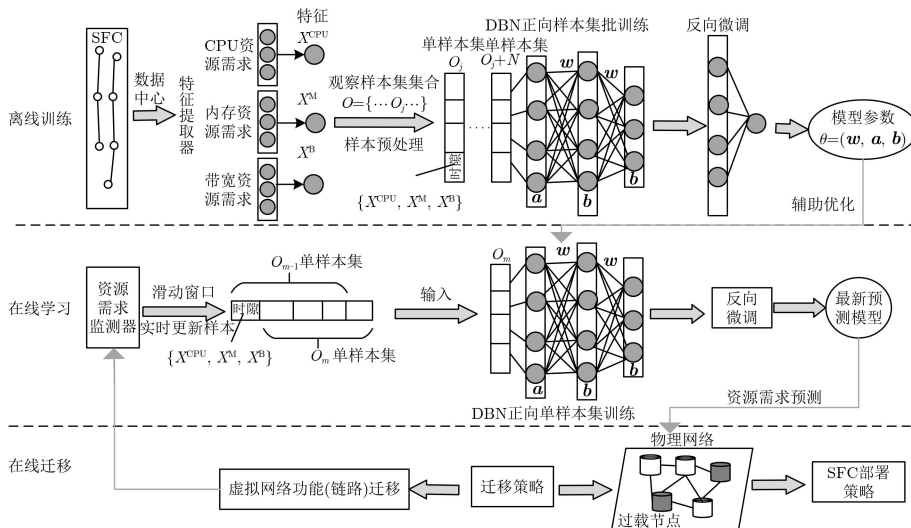 SFC
数据
中心
特征提取器
CPU资
源需求
内存资
源需求
带宽资
源需求
特征
X^CPU
X^M
X^B
观察样本集集合
O={…O_j…}
样本预处理
DBN正向样本集批训练
单样本集单样本集
O_j
O_j+N
....
时隙
{X^CPU, X^M, X^B}
w
w
a
b
b
反向微调
模型参数
θ=(w, a, b)
离线训练
辅助优化
在线学习
资源
需求
监测器
滑动窗口
实时更新样本
O_{m-1}单样本集
时隙
{X^CPU, X^M, X^B}
O_m单样本集
输入
O_m
w
w
a
b
b
DBN正向单样本集训练
反向
微调
最新预
测模型
资源需求预测
在线迁移
虚拟网络功能(链路)迁移
迁移策略
物理网络
过载节点
SFC部署
策略